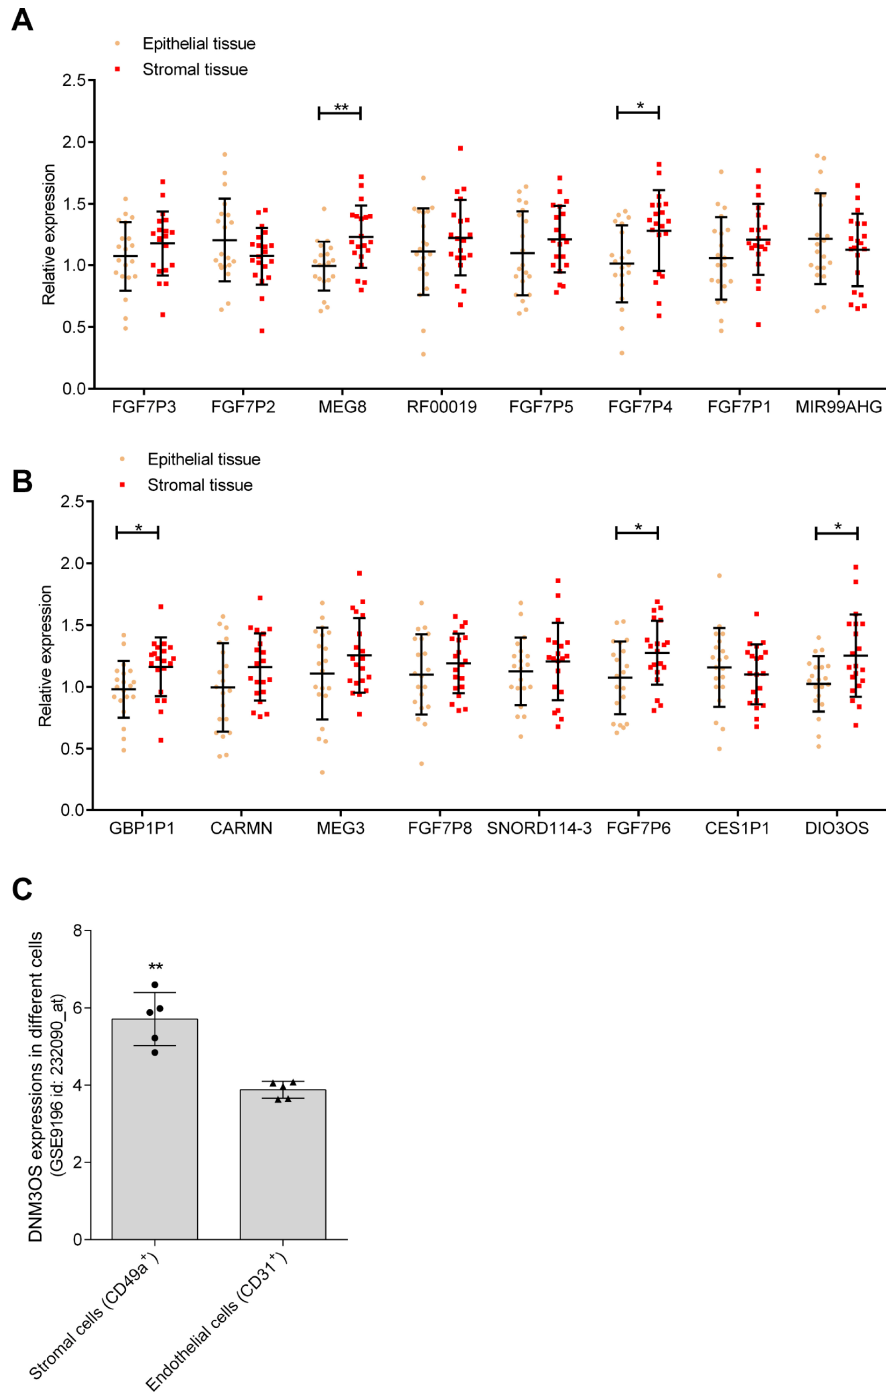 A
Epithelial tissue
Stromal tissue
Relative expression
2.5
2.0
1.5
1.0
0.5
0.0
**
*
FGF7P3 FGF7P2 MEG8 RF00019 FGF7P5 FGF7P4 FGF7P1 MIR99AHG
B
Epithelial tissue
Stromal tissue
Relative expression
2.5
2.0
1.5
1.0
0.5
0.0
*
*
*
GBP1P1 CARMN MEG3 FGF7P8 SNORD114-3 FGF7P6 CES1P1 DIO3OS
C
DNM3OS expressions in different cells
(GSE9196 id: 232090_at)
8
6
4
2
0
**
Stromal cells (CD49a⁺)
Endothelial cells (CD31⁺)